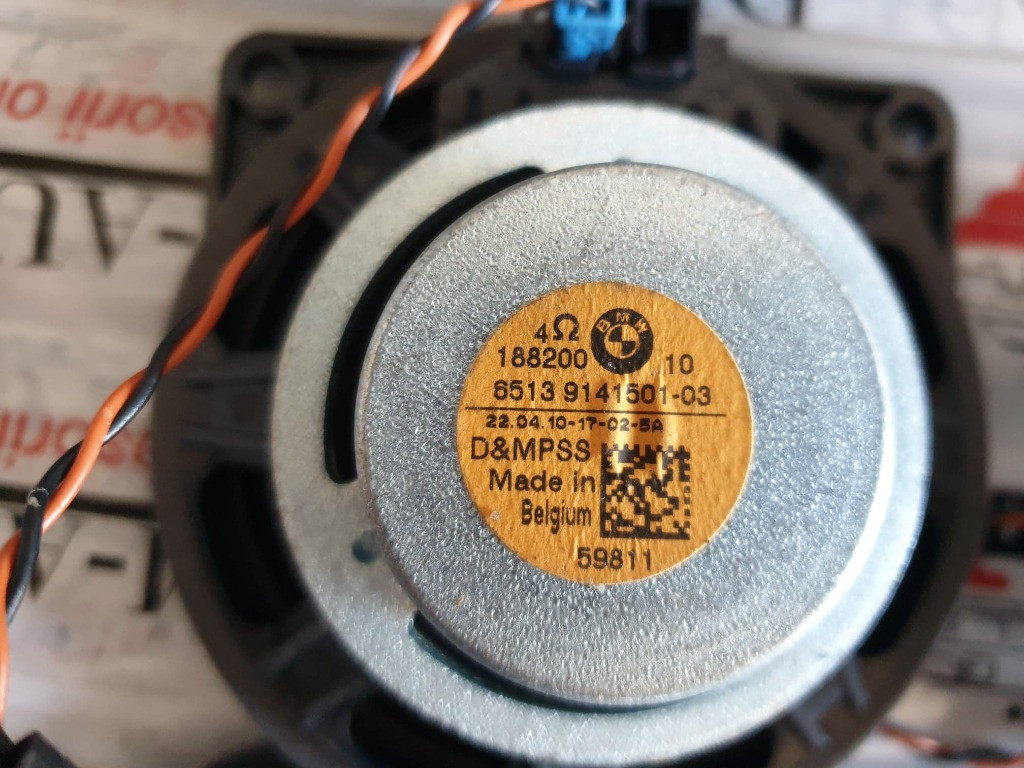 4Ω
BMW
188200 10
6513 9141501-03
22.04.10-17-02-5A
D&MPSS
Made in
Belgium
59811